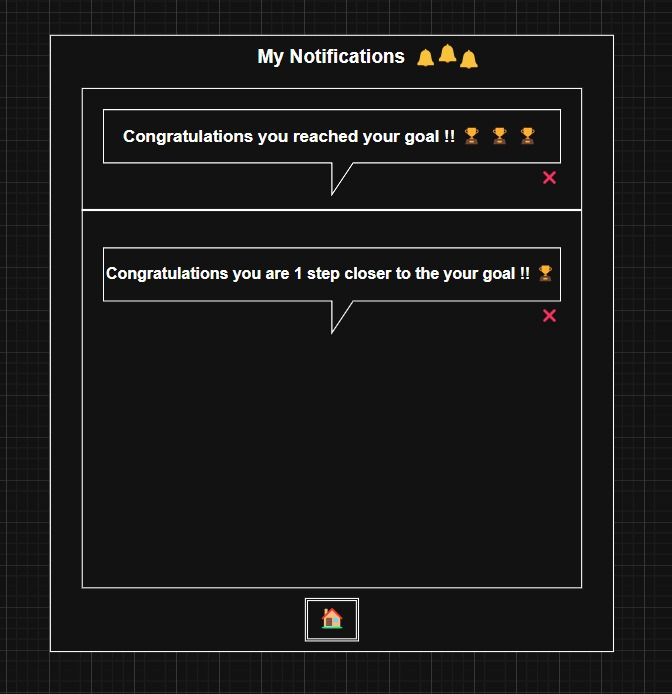 My Notifications 🔔🔔🔔
Congratulations you reached your goal !! 🏆 🏆 🏆
❌
Congratulations you are 1 step closer to the your goal !! 🏆
❌
🏠